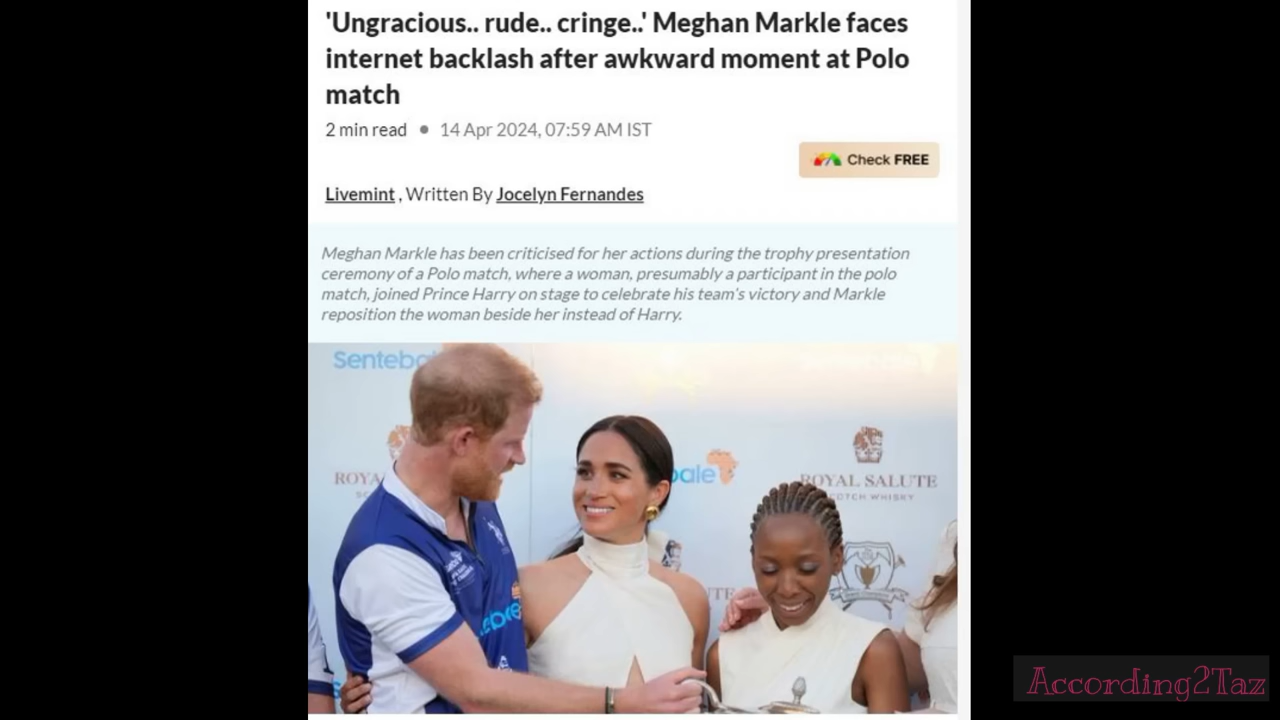 'Ungracious.. rude.. cringe..' Meghan Markle faces
internet backlash after awkward moment at Polo
match
2 min read • 14 Apr 2024, 07:59 AM IST
Check FREE
Livemint , Written By Jocelyn Fernandes
Meghan Markle has been criticised for her actions during the trophy presentation
ceremony of a Polo match, where a woman, presumably a participant in the polo
match, joined Prince Harry on stage to celebrate his team's victory and Markle
reposition the woman beside her instead of Harry.
Senteba
ale
ROYA
ROYAL SALUTE
SCOTCH WHISKY
According2Taz